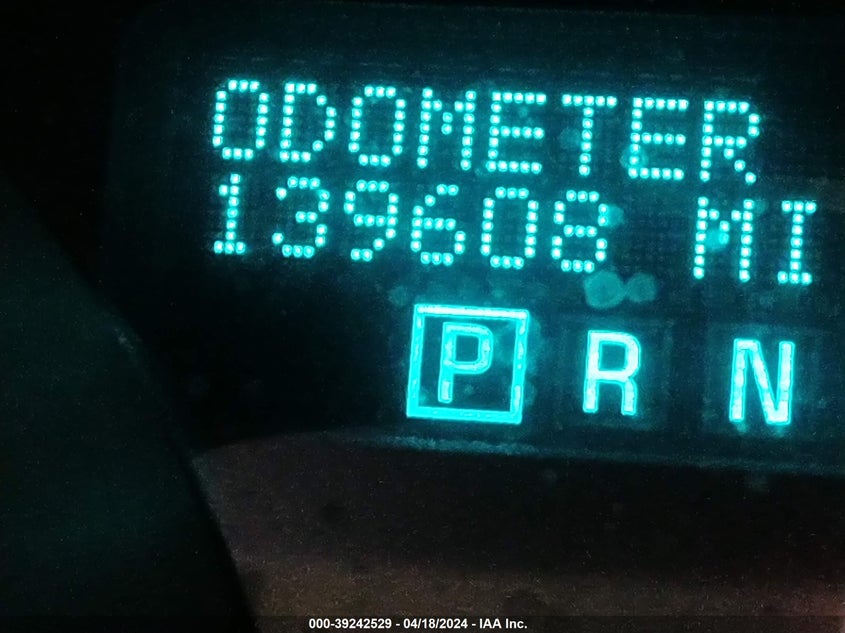 ODOMETER
139608 MI
P R N
000-39242529 - 04/18/2024 - IAA Inc.